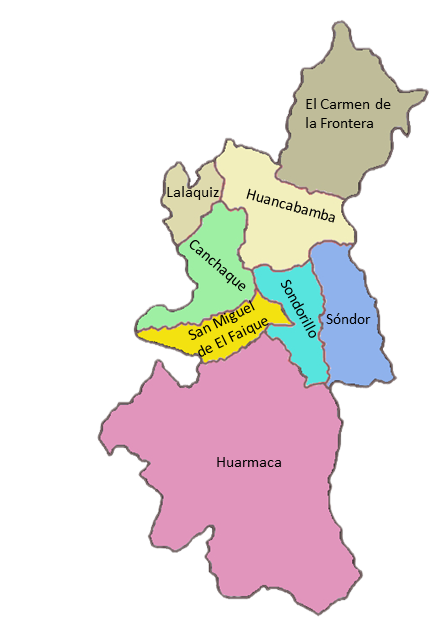 El Carmen de
la Frontera
Lalaquiz
Huancabamba
Canchaque
Sondorillo
Sóndor
San Miguel
de El Faique
Huarmaca